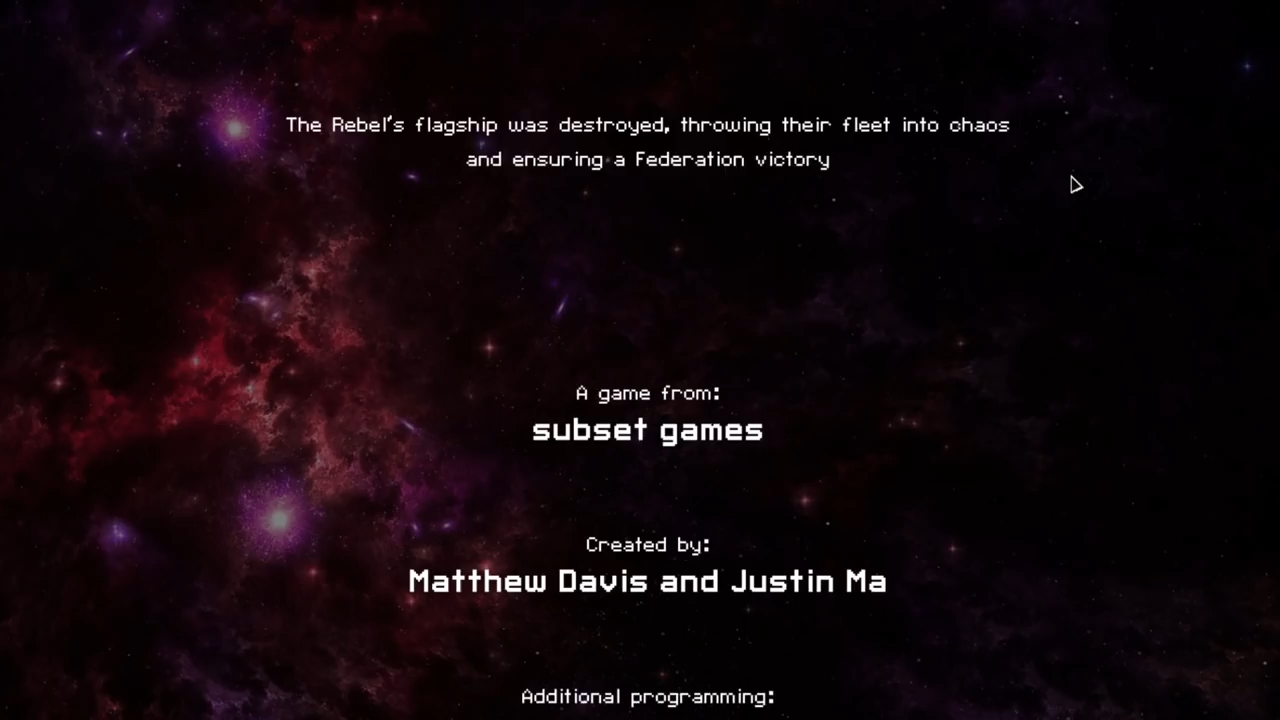 The Rebel's flagship was destroyed, throwing their fleet into chaos
and ensuring a Federation victory
A game from:
subset games
Created by:
Matthew Davis and Justin Ma
Additional programming: